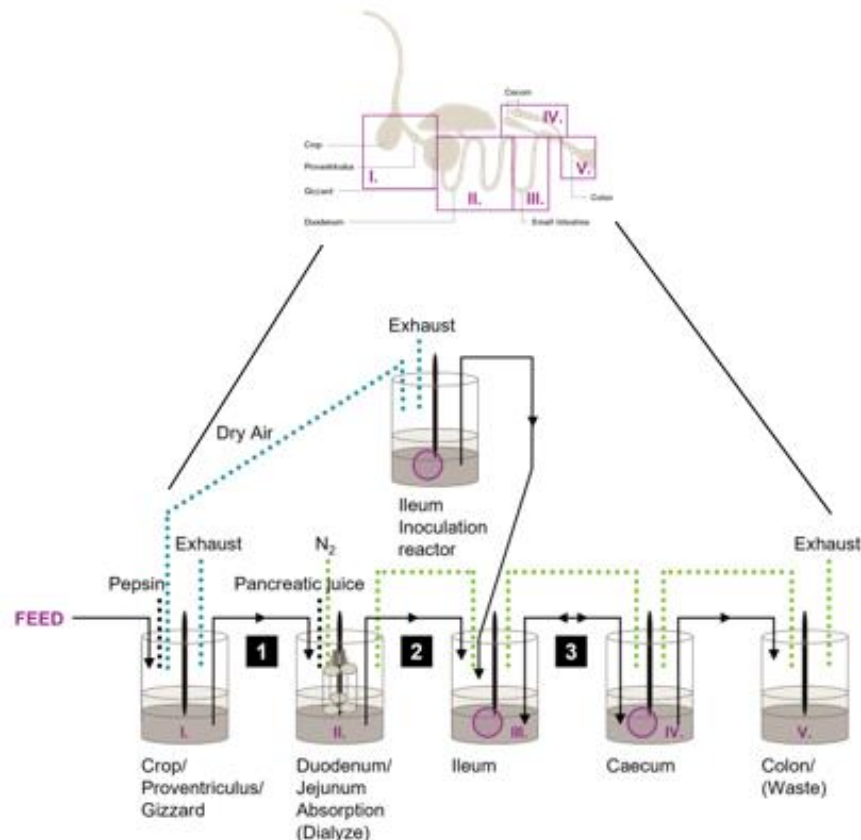 Caecum
IV.
V.
Crop
Proventriculus
I.
Gizzard
II.
III.
Colon
Duodenum
Small intestine
Exhaust
Dry Air
Ileum
Inoculation
reactor
Exhaust
N2
Exhaust
Pepsin
Pancreatic juice
FEED
1
2
3
I.
II.
III.
IV.
V.
Crop/
Proventriculus/
Gizzard
Duodenum/
Jejunum
Absorption
(Dialyze)
Ileum
Caecum
Colon/
(Waste)